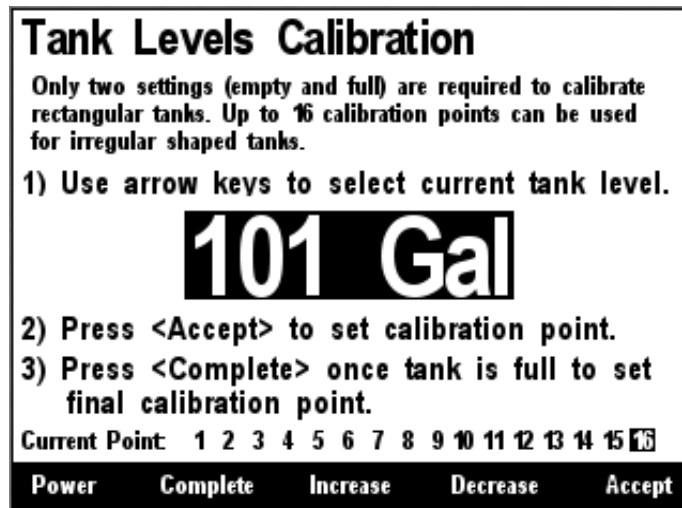 Tank Levels Calibration
Only two settings (empty and full) are required to calibrate
rectangular tanks. Up to 16 calibration points can be used
for irregular shaped tanks.
1) Use arrow keys to select current tank level.
101 Gal
2) Press <Accept> to set calibration point.
3) Press <Complete> once tank is full to set
final calibration point.
Current Point: 1 2 3 4 5 6 7 8 9 10 11 12 13 14 15 16
Power Complete Increase Decrease Accept